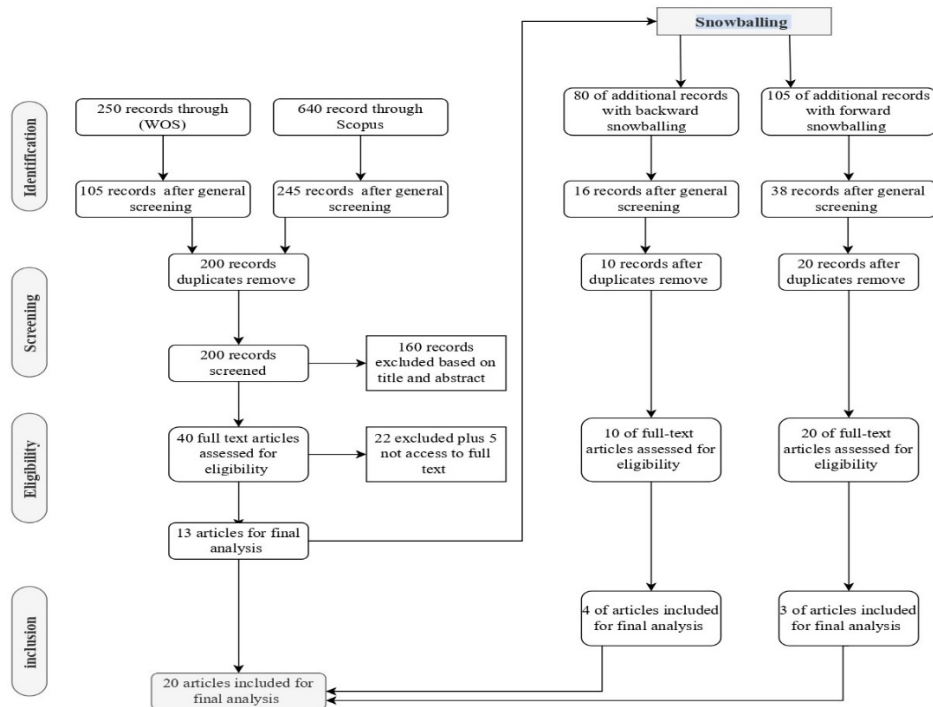 Snowballing
Identification
250 records through
(WOS)
640 record through
Scopus
80 of additional records
with backward
snowballing
105 of additional records
with forward
snowballing
105 records after general
screening
245 records after general
screening
16 records after general
screening
38 records after general
screening
Screening
200 records
duplicates remove
10 records after
duplicates remove
20 records after
duplicates remove
200 records
screened
160 records
excluded based on
title and abstract
Eligibility
40 full text articles
assessed for
eligibility
22 excluded plus 5
not access to full
text
10 of full-text
articles assessed for
eligibility
20 of full-text
articles assessed for
eligibility
13 articles for final
analysis
inclusion
4 of articles included
for final analysis
3 of articles included
for final analysis
20 articles included for
final analysis